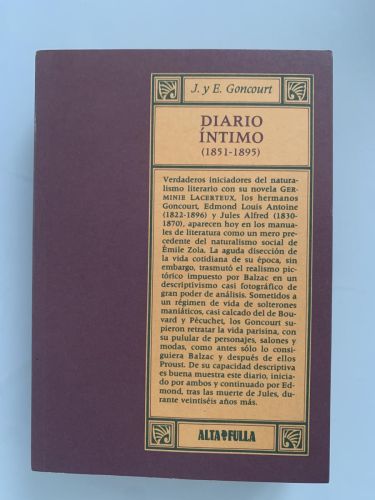 J. y E. Goncourt
DIARIO
ÍNTIMO
(1851-1895)
Verdaderos iniciadores del natura-
lismo literario con su novela GER-
MINIE LACERTEUX, los hermanos
Goncourt, Edmond Louis Antoine
(1822-1896) y Jules Alfred (1830-
1870), aparecen hoy en los manua-
les de literatura como un mero pre-
cedente del naturalismo social de
Émile Zola. La aguda disección de
la vida cotidiana de su época, sin
embargo, trasmutó el realismo pic-
tórico impuesto por Balzac en un
descriptivismo casi fotográfico de
gran poder de análisis. Sometidos a
un régimen de vida de solterones
maniáticos, casi calcado del de Bou-
vard y Pécuchet, los Goncourt su-
pieron retratar la vida parisina, con
su pulular de personajes, salones y
modas, como antes sólo lo consi-
guiera Balzac y después de ellos
Proust. De su capacidad descriptiva
es buena muestra este diario, inicia-
do por ambos y continuado por Ed-
mond, tras las muerte de Jules, du-
rante veintiséis años más.
ALTA FULLA